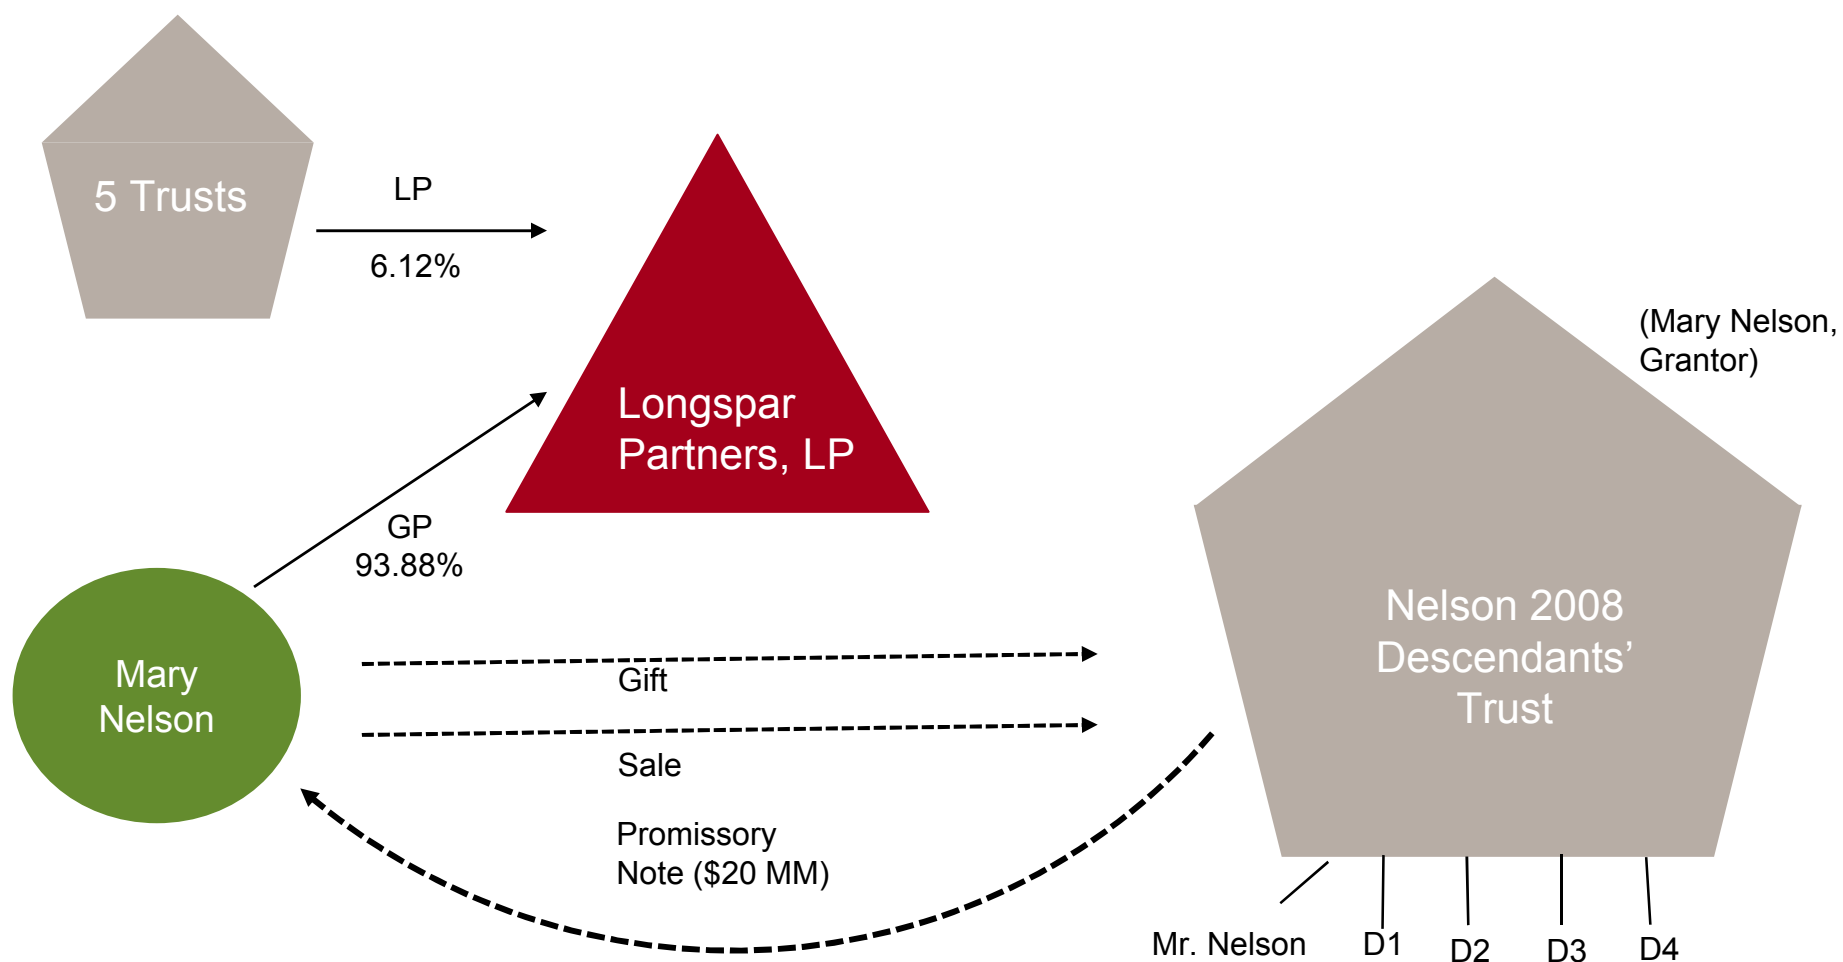 5 Trusts
LP
6.12%
Longspar
Partners, LP
(Mary Nelson,
Grantor)
GP
93.88%
Mary
Nelson
Gift
Sale
Promissory
Note ($20 MM)
Nelson 2008
Descendants’
Trust
Mr. Nelson
D1
D2
D3
D4